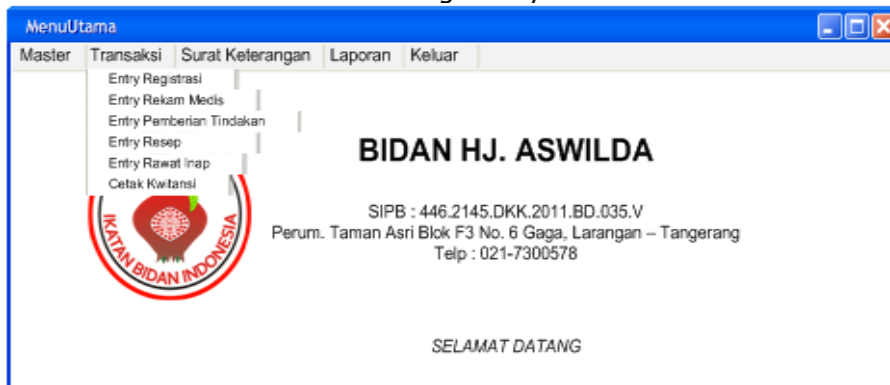 MenuUtama
Master Transaksi Surat Keterangan Laporan Keluar
Entry Registrasi
Entry Rekam Medis
Entry Pemberian Tindakan
Entry Resep
Entry Rawat Inap
Cetak Kwitansi
BIDAN HJ. ASWILDA
SIPB : 446.2145.DKK.2011.BD.035.V
Perum. Taman Asri Blok F3 No. 6 Gaga, Larangan – Tangerang
Telp : 021-7300578
IKATAN BIDAN INDONESIA
SELAMAT DATANG